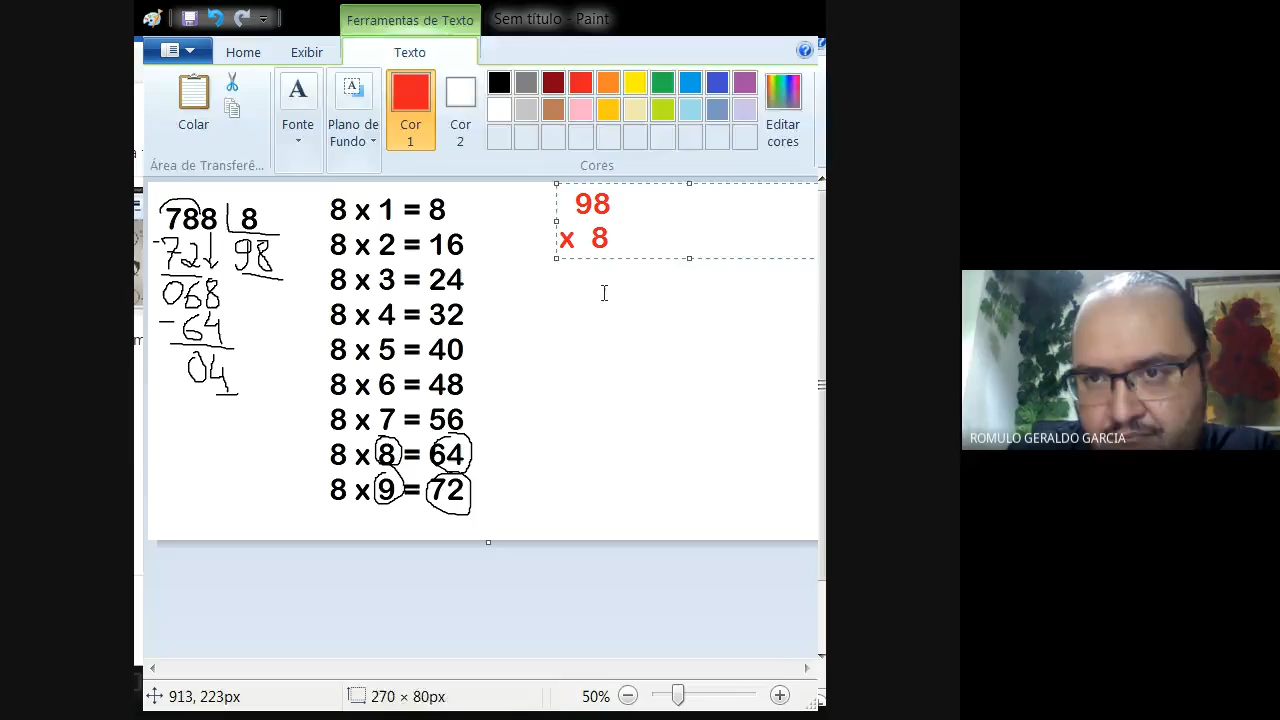 Ferramentas de Texto
Sem título - Paint
Home
Exibir
Texto
Colar
Fonte
Plano de
Fundo
Cor
1
Cor
2
Editar
cores
Área de Transferê...
Cores
788 8
- 72 98
068
- 64
04
8 x 1 = 8
8 x 2 = 16
8 x 3 = 24
8 x 4 = 32
8 x 5 = 40
8 x 6 = 48
8 x 7 = 56
8 x 8 = 64
8 x 9 = 72
98
x 8
ROMULO GERALDO GARCIA
913, 223px
270 × 80px
50%